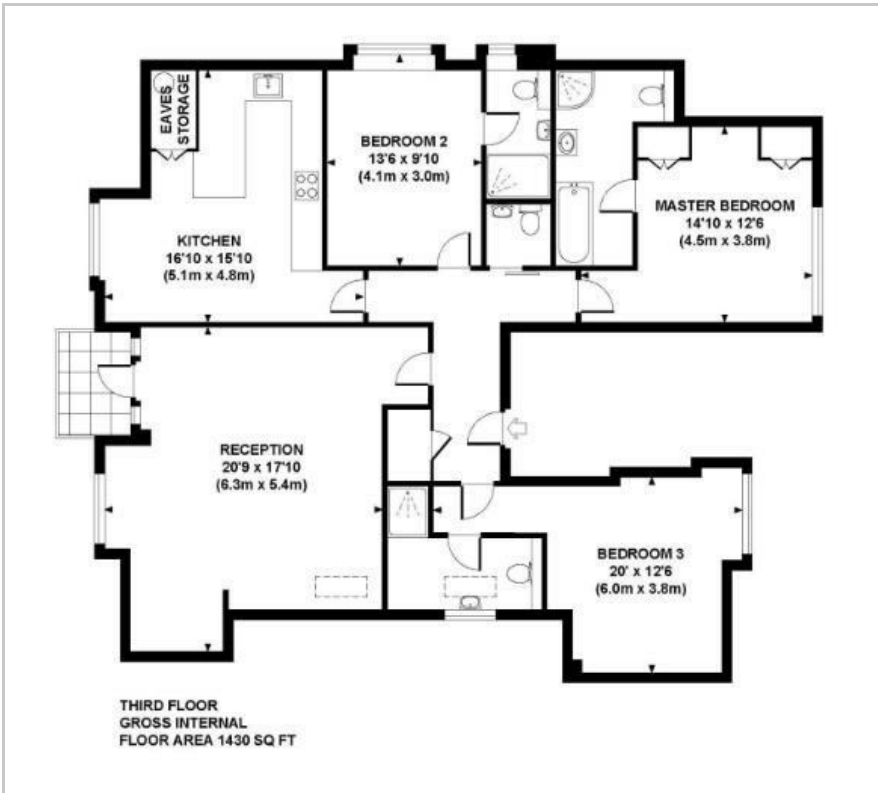 EAVES
STORAGE
BEDROOM 2
13'6 x 9'10
(4.1m x 3.0m)
MASTER BEDROOM
14'10 x 12'6
(4.5m x 3.8m)
KITCHEN
16'10 x 15'10
(5.1m x 4.8m)
RECEPTION
20'9 x 17'10
(6.3m x 5.4m)
BEDROOM 3
20' x 12'6
(6.0m x 3.8m)
THIRD FLOOR
GROSS INTERNAL
FLOOR AREA 1430 SQ FT